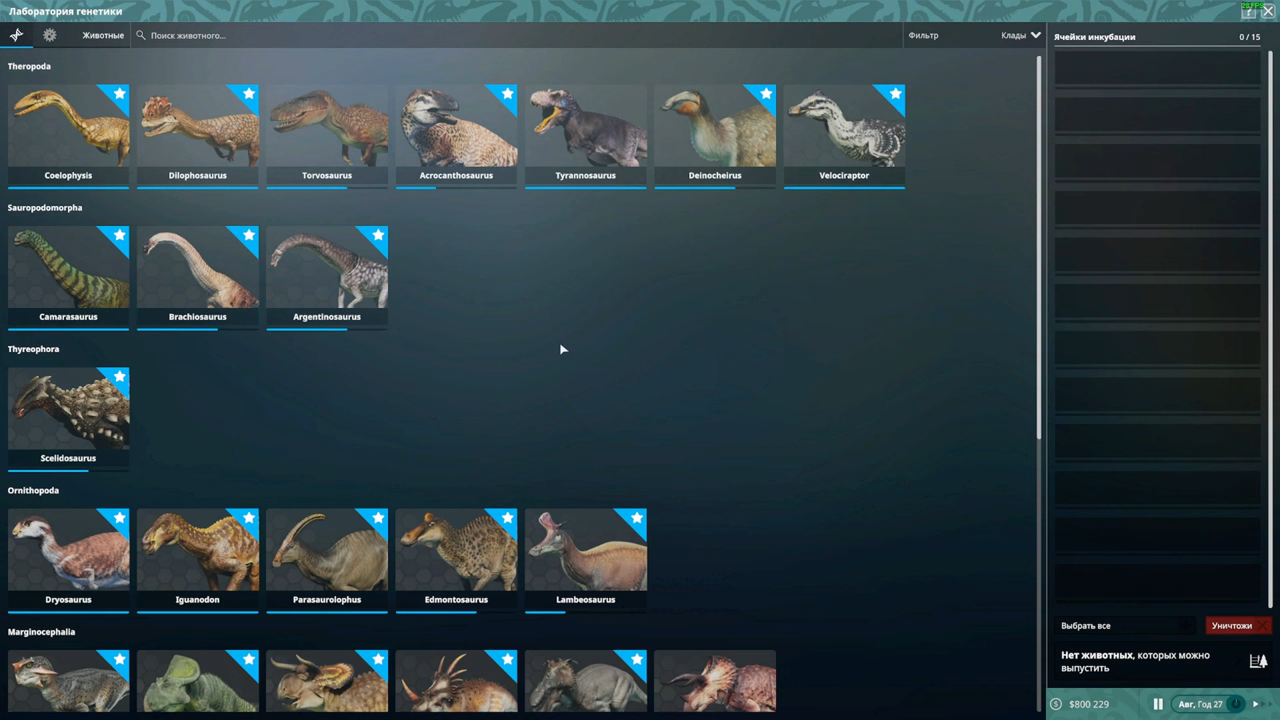 Лаборатория генетики
Животные
Поиск животного...
Фильтр
Клады
Ячейки инкубации
0 / 15
Theropoda
Coelophysis
Dilophosaurus
Torvosaurus
Acrocanthosaurus
Tyrannosaurus
Deinocheirus
Velociraptor
Sauropodomorpha
Camarasaurus
Brachiosaurus
Argentinosaurus
Thyreophora
Scelidosaurus
Ornithopoda
Dryosaurus
Iguanodon
Parasaurolophus
Edmontosaurus
Lambeosaurus
Marginocephalia
Выбрать все
Уничтожи
Нет животных, которых можно
выпустить
$800 229
Авг, Год 27